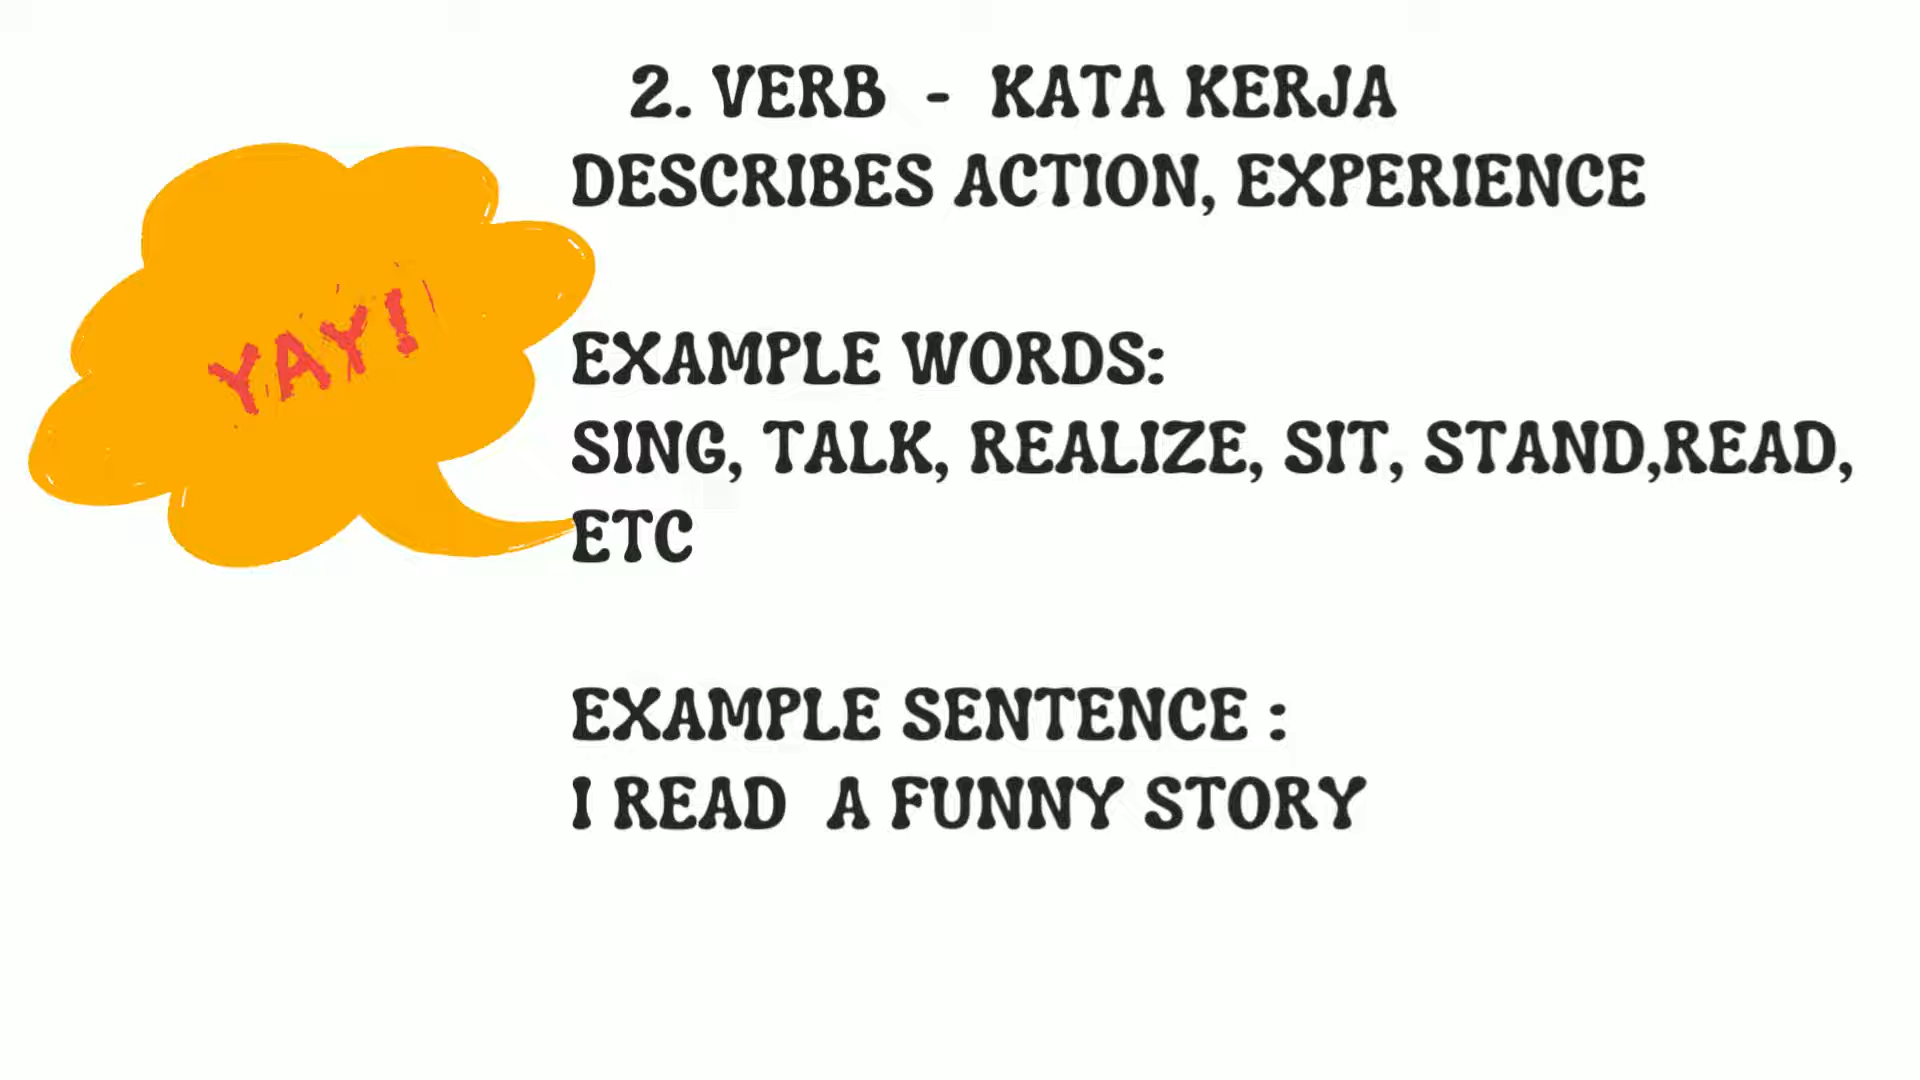 2. VERB - KATA KERJA
DESCRIBES ACTION, EXPERIENCE
YAY!
EXAMPLE WORDS:
SING, TALK, REALIZE, SIT, STAND,READ,
ETC
EXAMPLE SENTENCE :
I READ A FUNNY STORY